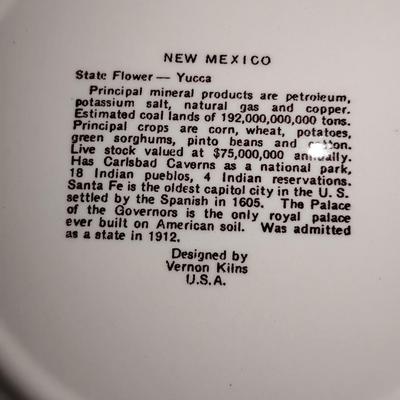 NEW MEXICO
State Flower — Yucca
Principal mineral products are petroleum,
potassium salt, natural gas and copper.
Estimated coal lands of 192,000,000,000 tons.
Principal crops are corn, wheat, potatoes,
green sorghums, pinto beans and cotton.
Live stock valued at $75,000,000 annually.
Has Carlsbad Caverns as a national park,
18 Indian pueblos, 4 Indian reservations.
Santa Fe is the oldest capitol city in the U. S.
settled by the Spanish in 1605. The Palace
of the Governors is the only royal palace
ever built on American soil. Was admitted
as a state in 1912.
Designed by
Vernon Kilns
U.S.A.